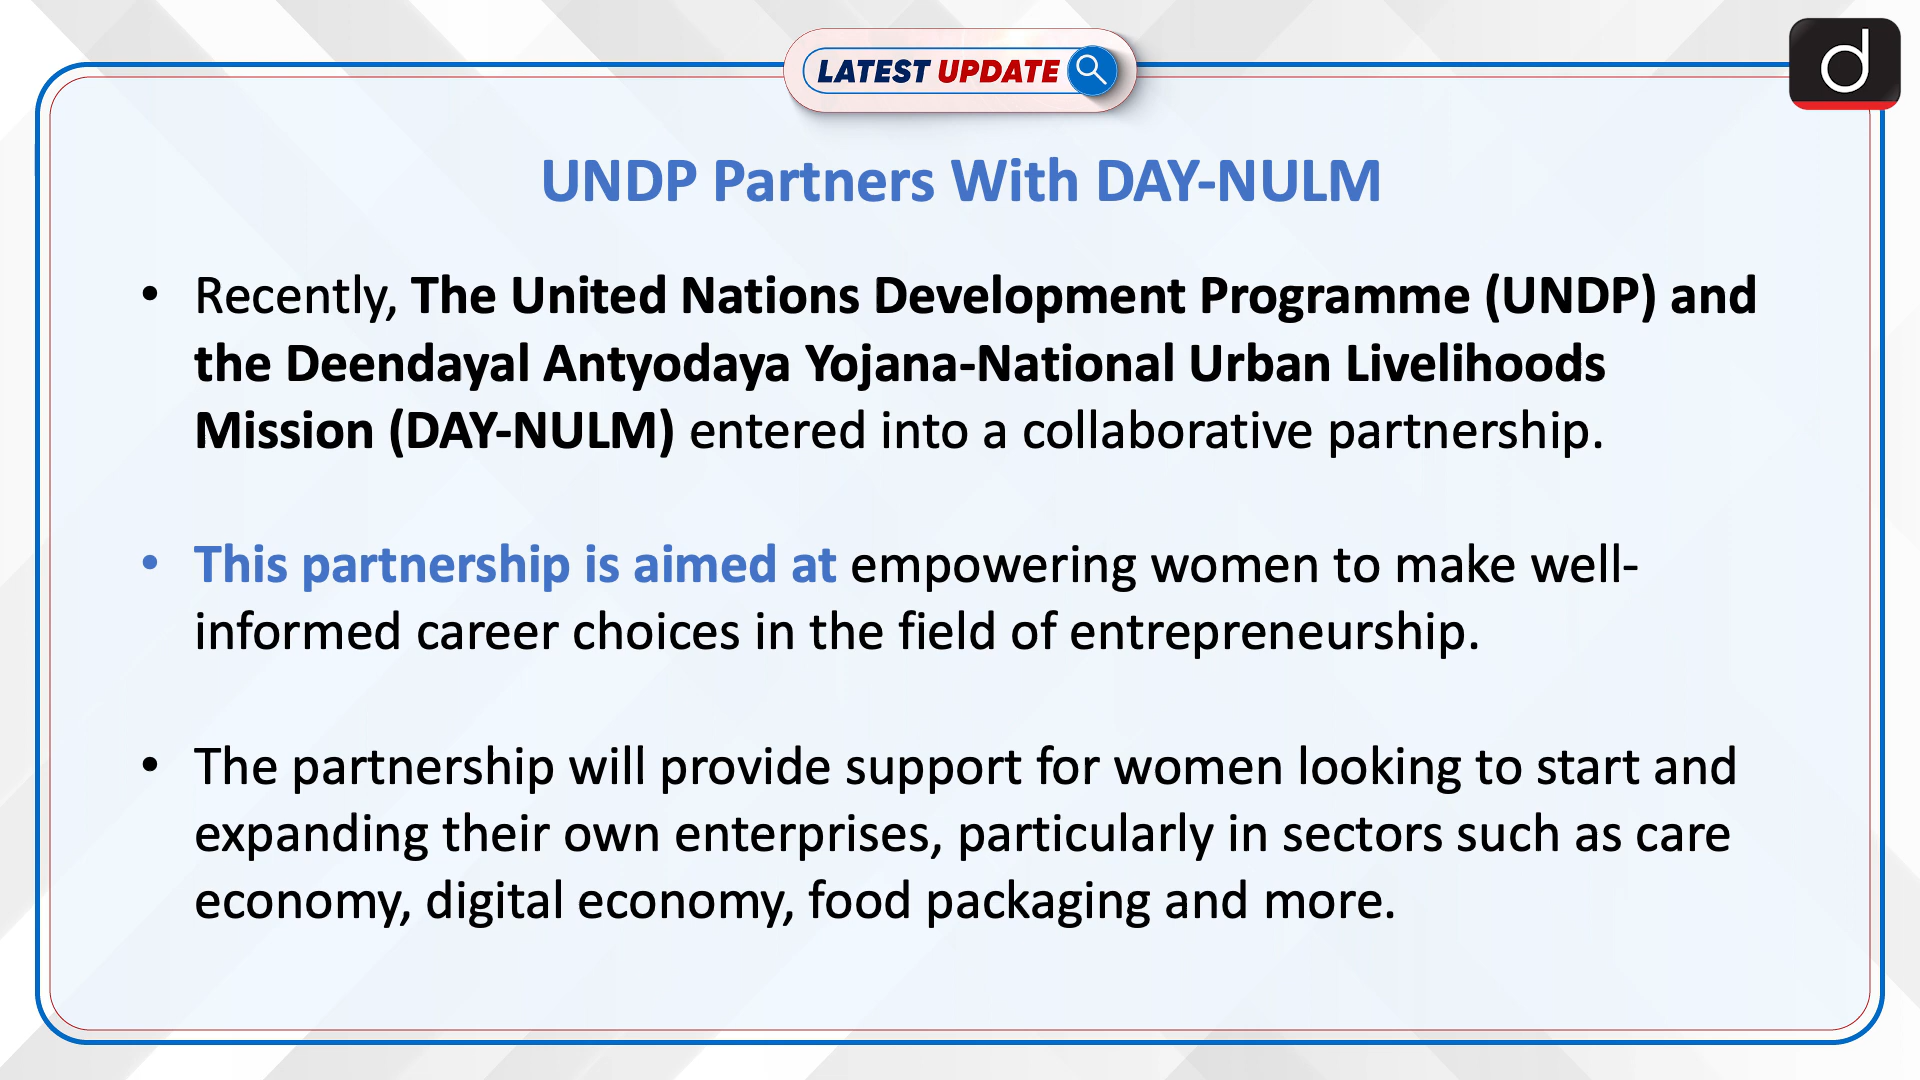 LATEST UPDATE
d
UNDP Partners With DAY-NULM
• Recently, The United Nations Development Programme (UNDP) and
the Deendayal Antyodaya Yojana-National Urban Livelihoods
Mission (DAY-NULM) entered into a collaborative partnership.
• This partnership is aimed at empowering women to make well-
informed career choices in the field of entrepreneurship.
• The partnership will provide support for women looking to start and
expanding their own enterprises, particularly in sectors such as care
economy, digital economy, food packaging and more.